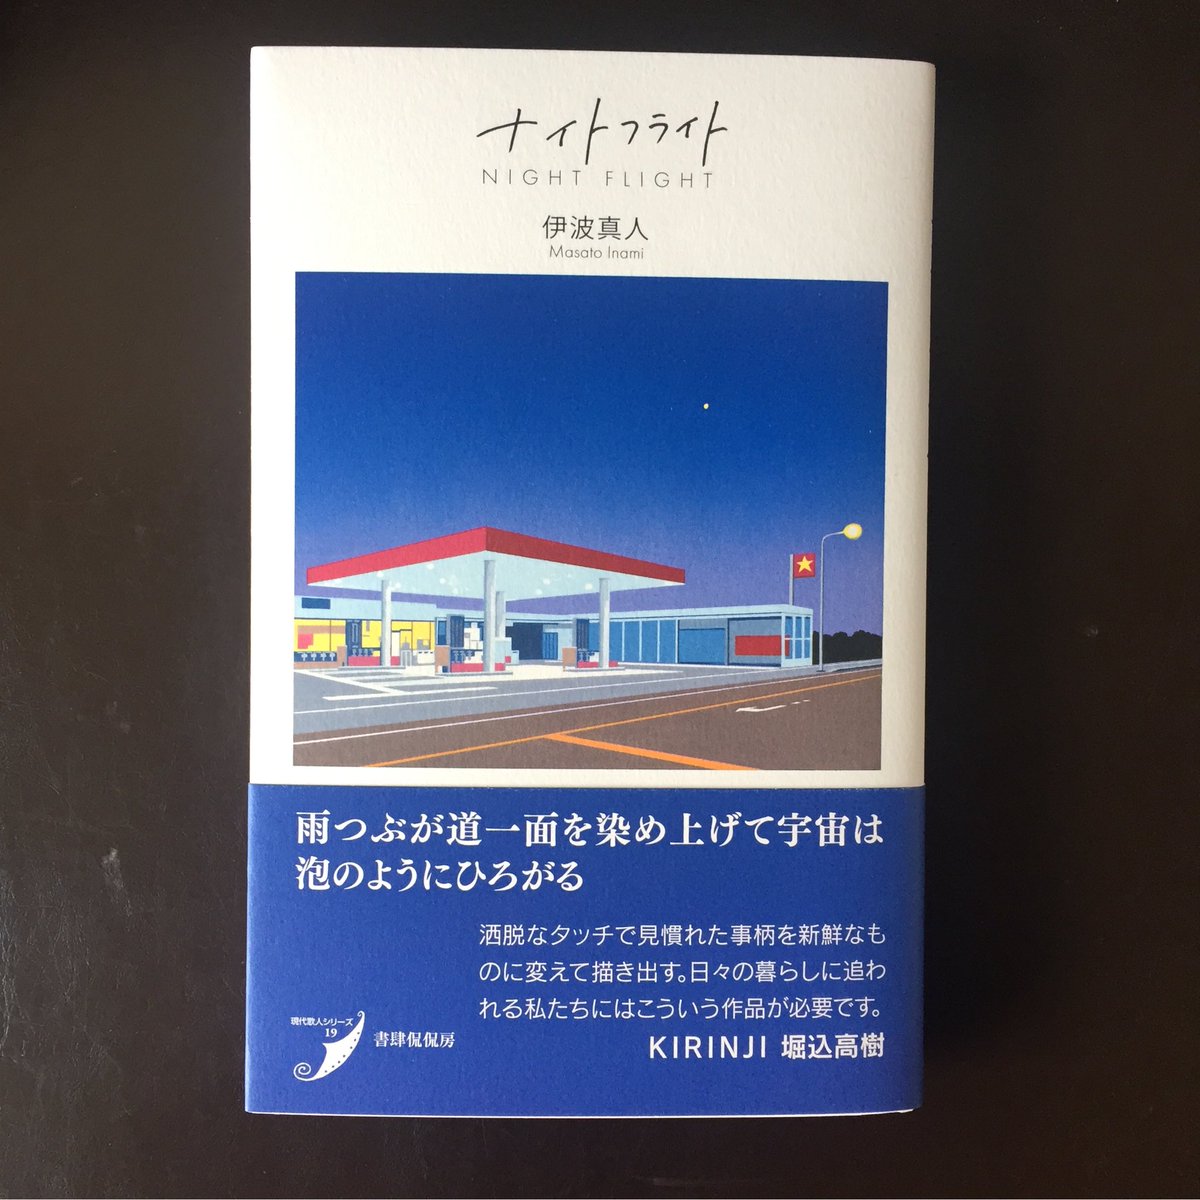 ナイトフライト
NIGHT FLIGHT
伊波真人
Masato Inami
雨つぶが道一面を染め上げて宇宙は
泡のようにひろがる
洒脱なタッチで見慣れた事柄を新鮮なも
のに変えて描き出す。日々の暮らしに追わ
れる私たちにはこういう作品が必要です。
KIRINJI 堀込高樹
現代歌人シリーズ
19
書肆侃侃房